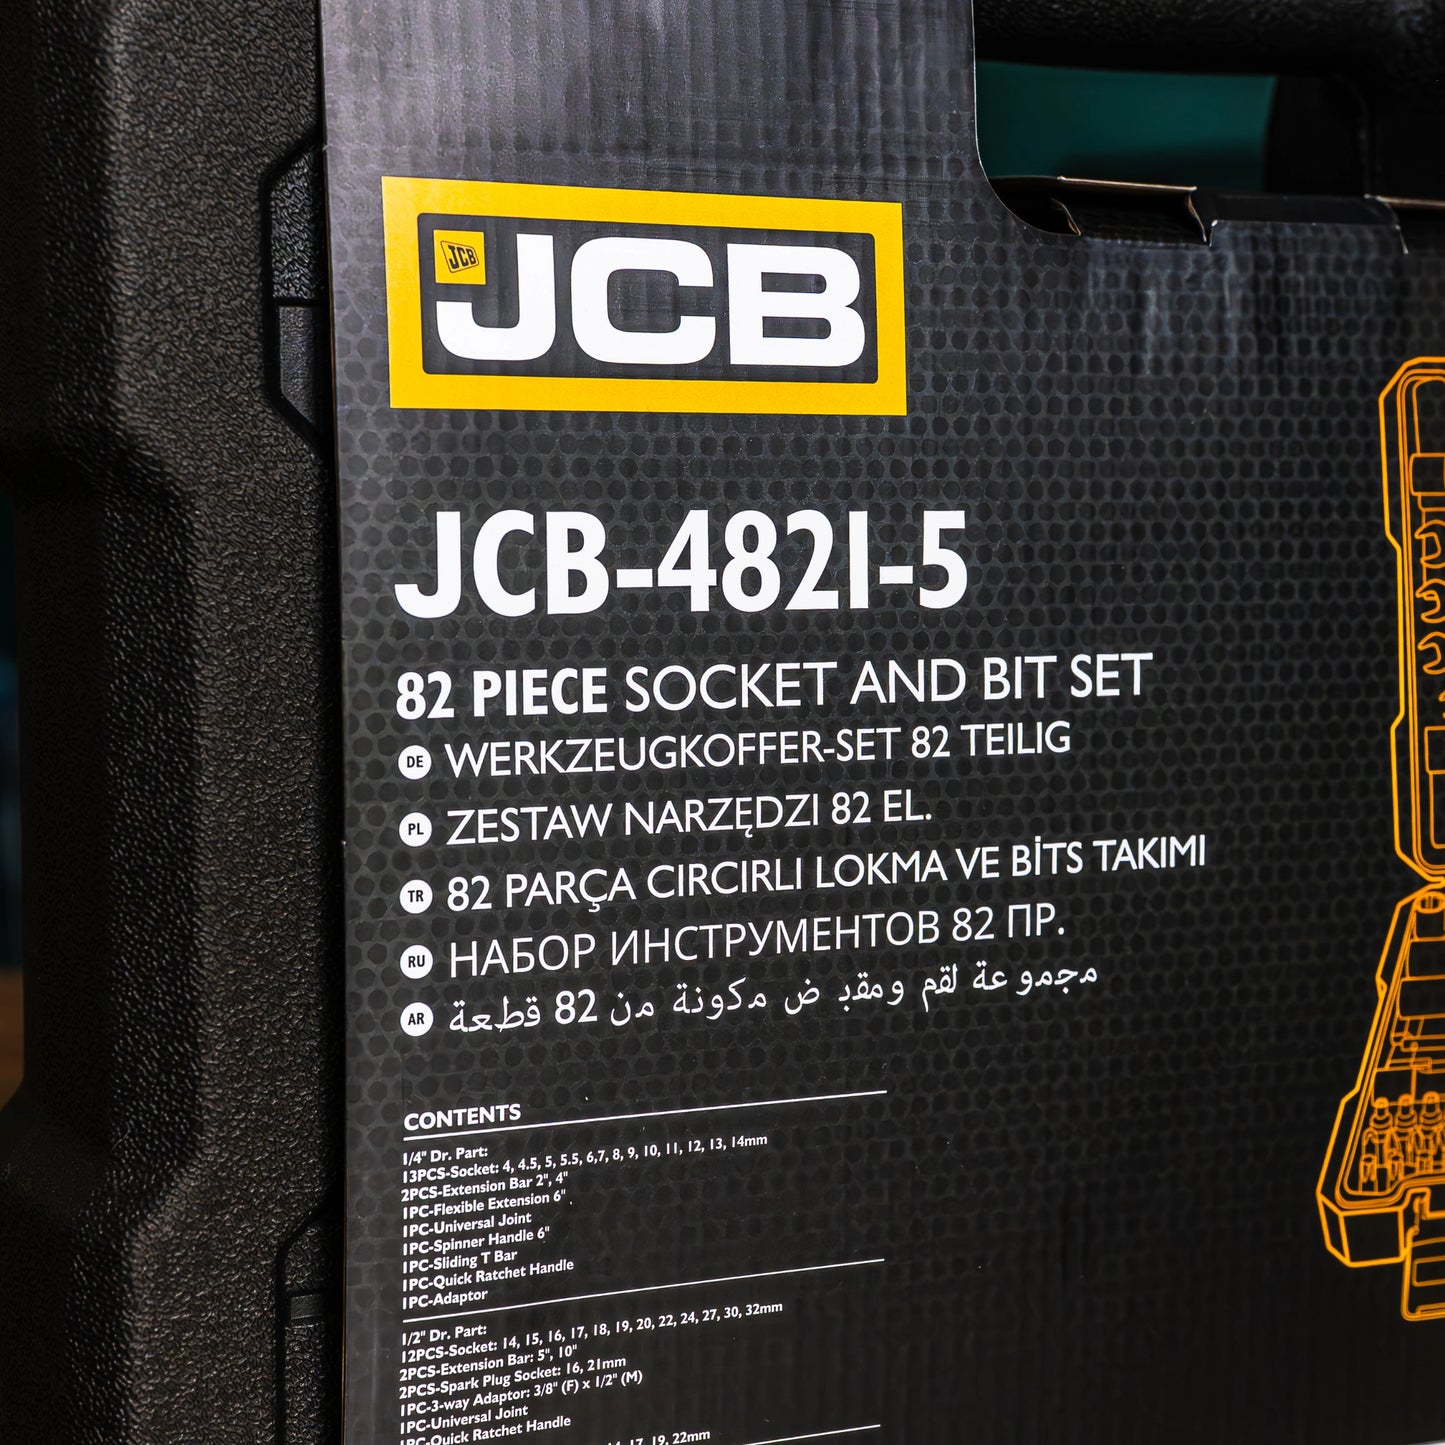 JCB
JCB
JCB-4821-5
82 PIECE SOCKET AND BIT SET
DE WERKZEUGKOFFER-SET 82 TEILIG
PL ZESTAW NARZĘDZI 82 EL.
TR 82 PARÇA CIRCIRLI LOKMA VE BİTS TAKIMI
RU НАБОР ИНСТРУМЕНТОВ 82 ПР.
AR مجموعة لقم ومقبض مكونة من 82 قطعة
CONTENTS
1/4" Dr. Part:
13PCS-Socket: 4, 4.5, 5, 5.5, 6,7, 8, 9, 10, 11, 12, 13, 14mm
2PCS-Extension Bar 2", 4"
1PC-Flexible Extension 6"
1PC-Universal Joint
1PC-Spinner Handle 6"
1PC-Sliding T Bar
1PC-Quick Ratchet Handle
1PC-Adaptor
1/2" Dr. Part:
12PCS-Socket: 14, 15, 16, 17, 18, 19, 20, 22, 24, 27, 30, 32mm
2PCS-Extension Bar: 5", 10"
2PCS-Spark Plug Socket: 16, 21mm
1PC-3-way Adaptor: 3/8" (F) x 1/2" (M)
1PC-Universal Joint
1PC-Quick Ratchet Handle
17, 19, 22mm